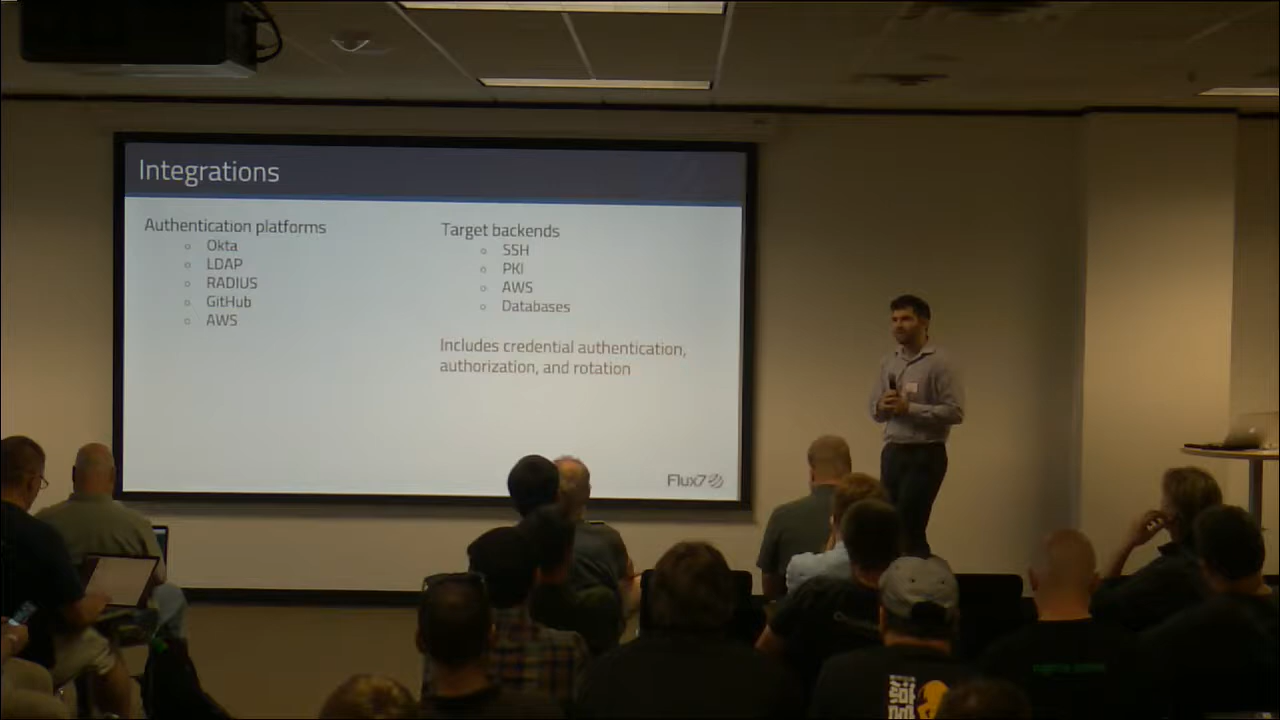 Integrations
Authentication platforms
Okta
LDAP
RADIUS
GitHub
AWS
Target backends
SSH
PKI
AWS
Databases
Includes credential authentication,
authorization, and rotation
Flux7